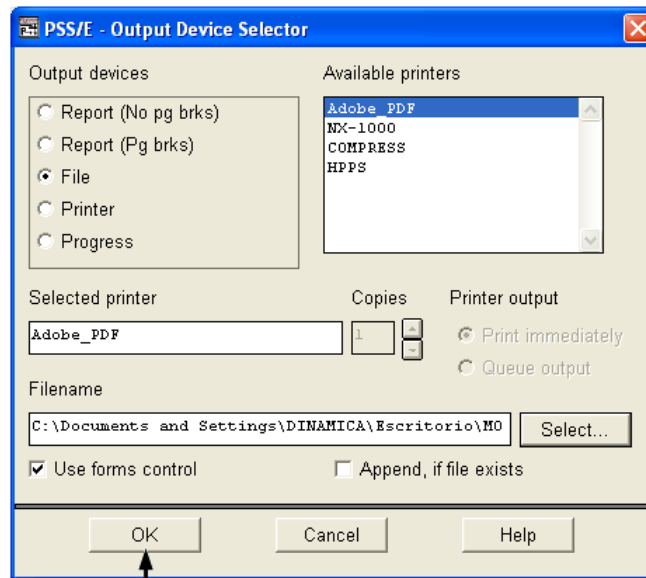 PSS/E - Output Device Selector
Output devices
Report (No pg brks)
Report (Pg brks)
File
Printer
Progress
Available printers
Adobe_PDF
NX-1000
COMPRESS
HPPS
Selected printer
Adobe_PDF
Copies
1
Printer output
Print immediately
Queue output
Filename
C:\Documents and Settings\DINAMICA\Escritorio\MO
Select...
Use forms control
Append, if file exists
OK
Cancel
Help